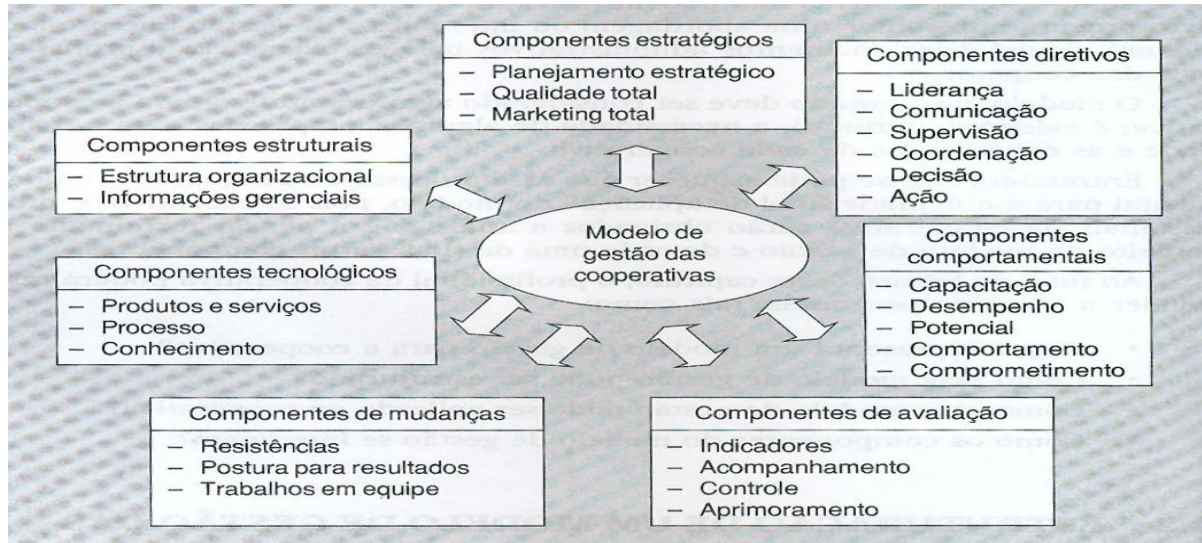 Componentes estratégicos
– Planejamento estratégico
– Qualidade total
– Marketing total
Componentes diretivos
– Liderança
– Comunicação
– Supervisão
– Coordenação
– Decisão
– Ação
Componentes estruturais
– Estrutura organizacional
– Informações gerenciais
Modelo de
gestão das
cooperativas
Componentes
comportamentais
– Capacitação
– Desempenho
– Potencial
– Comportamento
– Comprometimento
Componentes tecnológicos
– Produtos e serviços
– Processo
– Conhecimento
Componentes de mudanças
– Resistências
– Postura para resultados
– Trabalhos em equipe
Componentes de avaliação
– Indicadores
– Acompanhamento
– Controle
– Aprimoramento